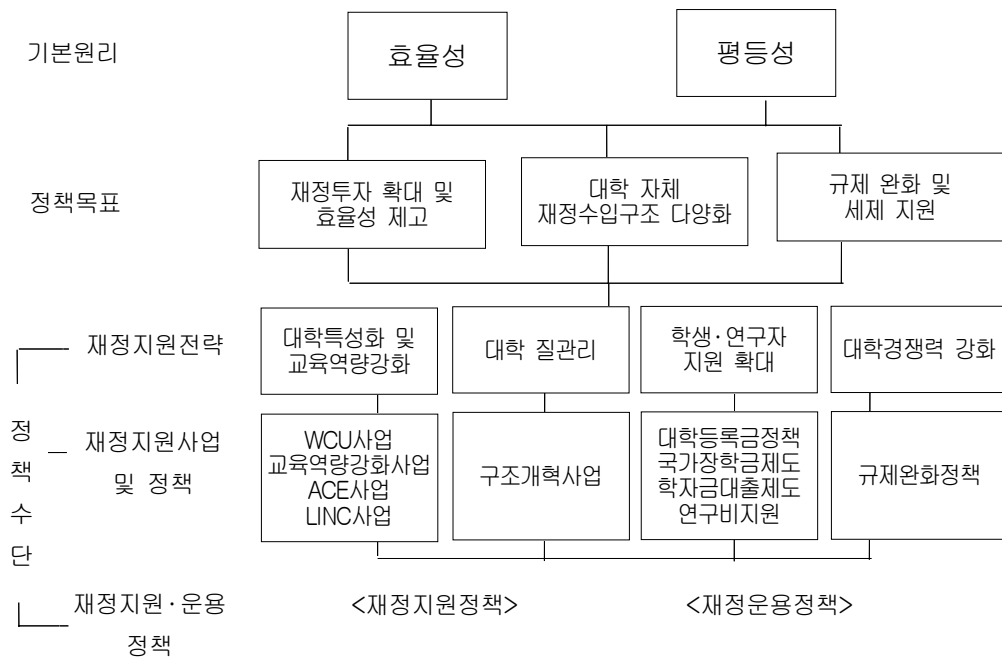 기본원리
효율성
평등성
정책목표
재정투자 확대 및
효율성 제고
대학 자체
재정수입구조 다양화
규제 완화 및
세제 지원
정책수단
재정지원전략
대학특성화 및
교육역량강화
대학 질관리
학생·연구자
지원 확대
대학경쟁력 강화
재정지원사업
및 정책
WCU사업
교육역량강화사업
ACE사업
LINC사업
구조개혁사업
대학등록금정책
국가장학금제도
학자금대출제도
연구비지원
규제완화정책
재정지원·운용
정책
<재정지원정책>
<재정운용정책>